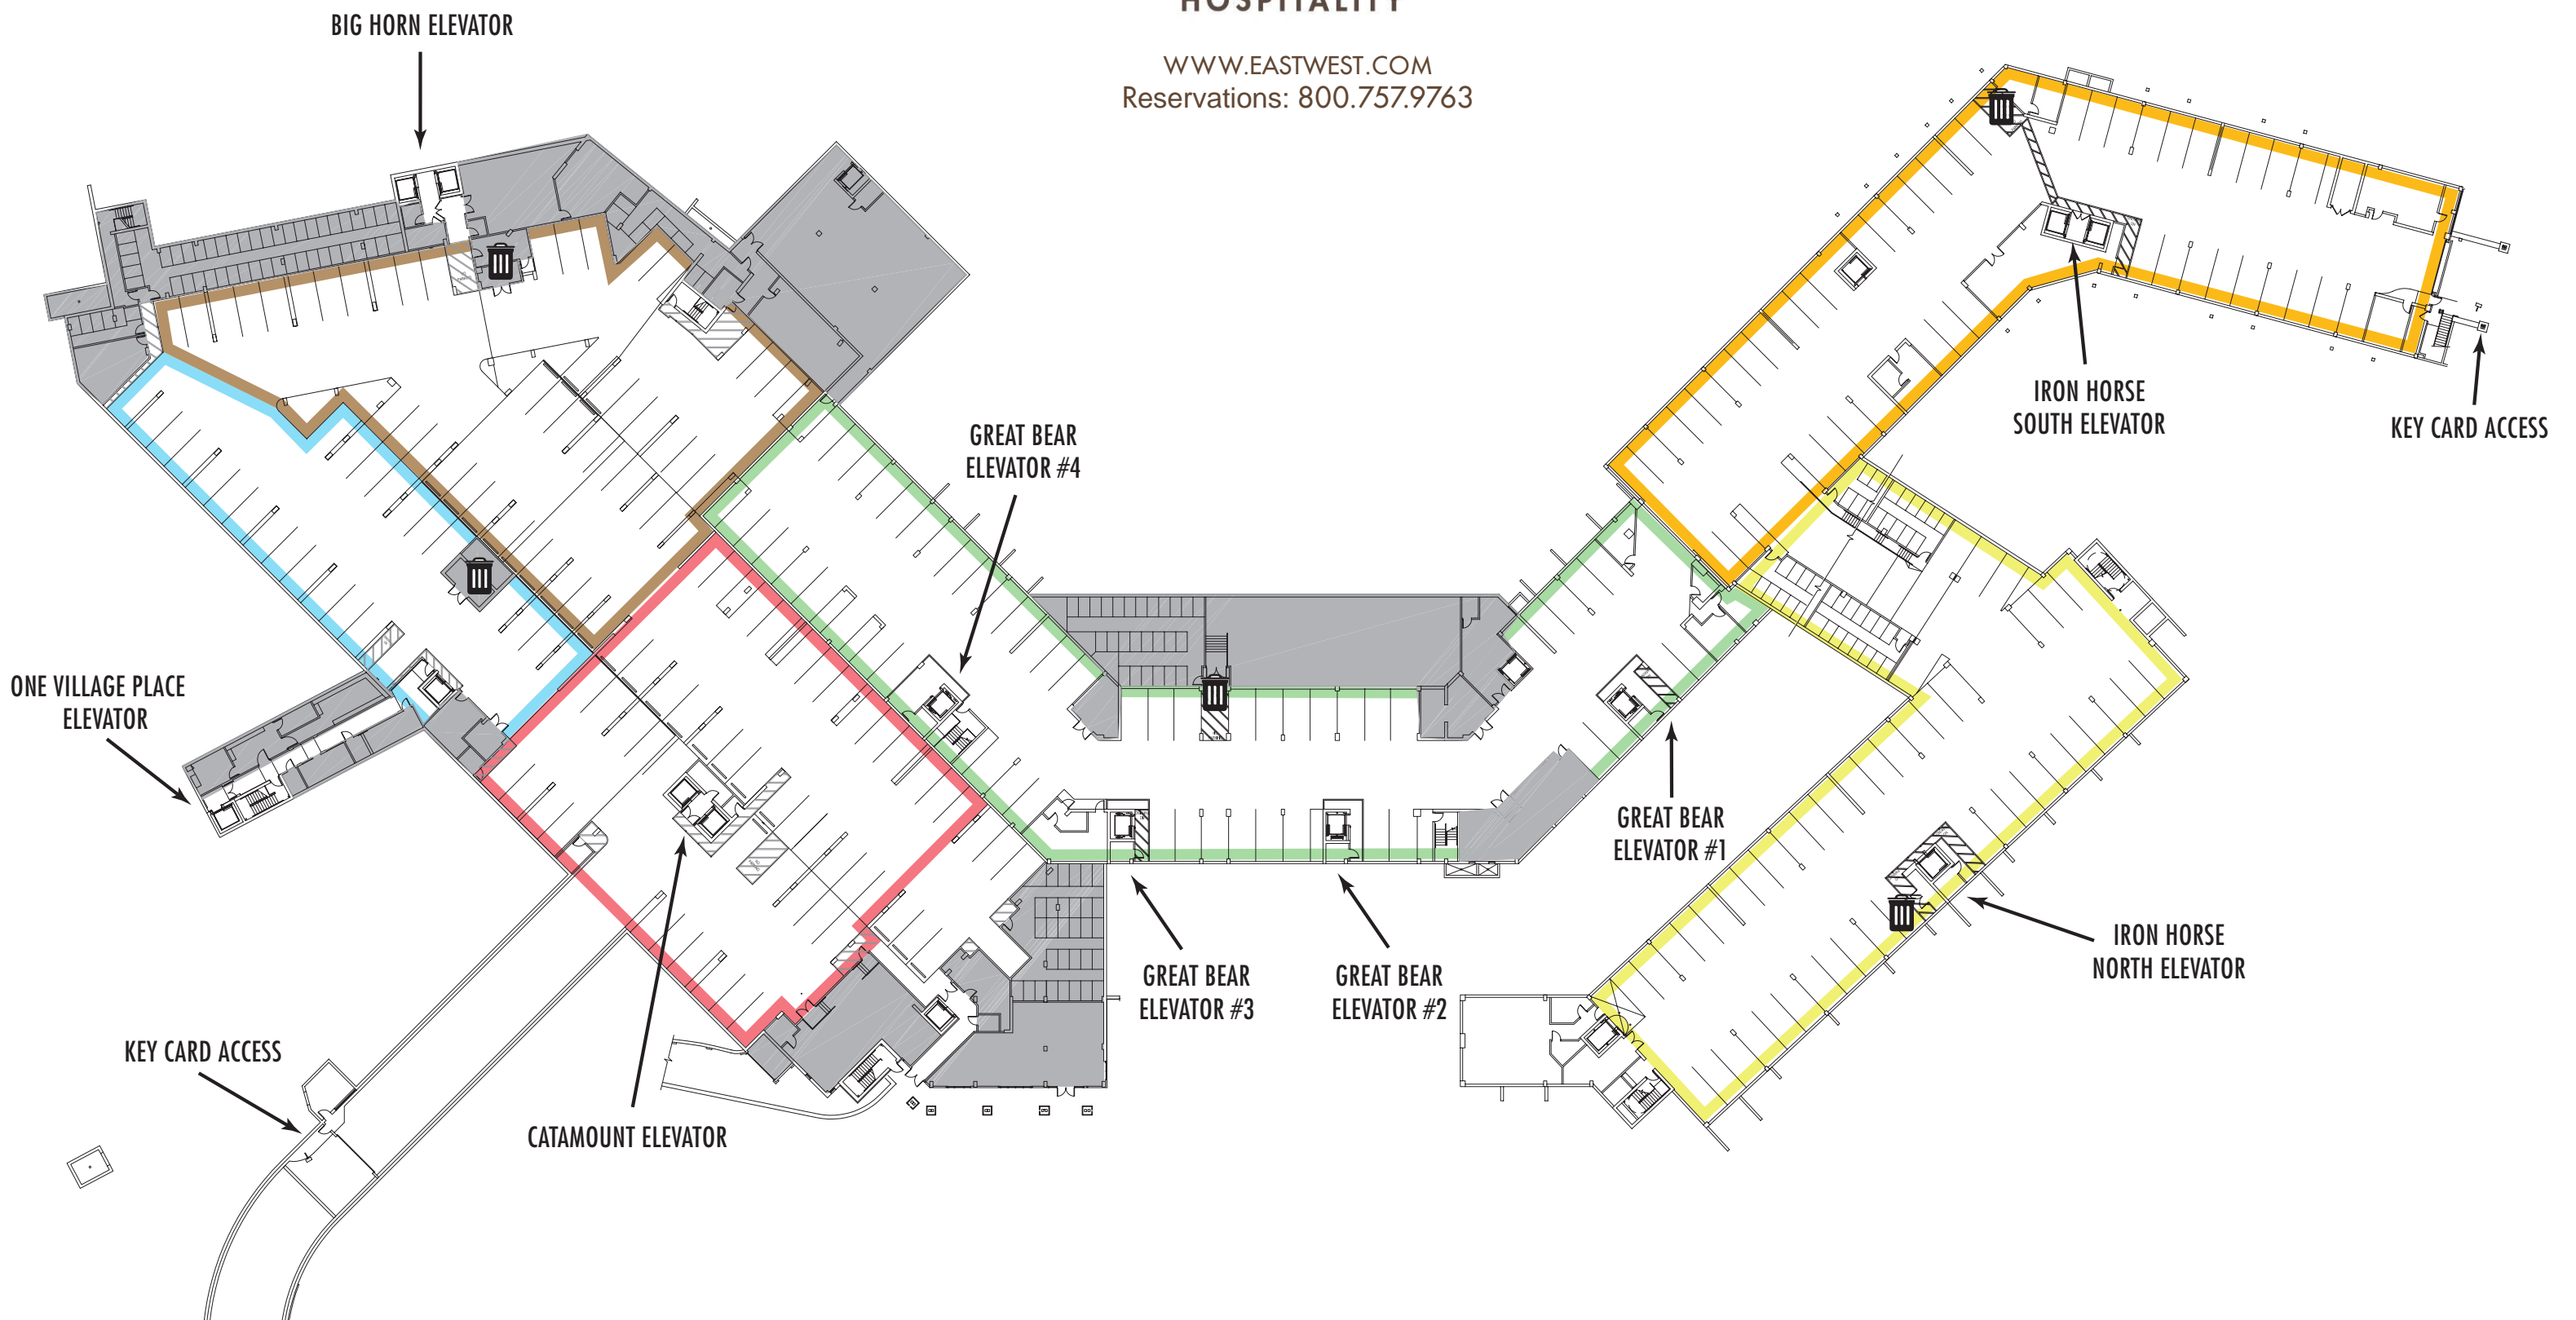 HOSPITALITY
WWW.EASTWEST.COM
Reservations: 800.757.9763
BIG HORN ELEVATOR
GREAT BEAR
ELEVATOR #4
IRON HORSE
SOUTH ELEVATOR
KEY CARD ACCESS
ONE VILLAGE PLACE
ELEVATOR
GREAT BEAR
ELEVATOR #1
GREAT BEAR
ELEVATOR #3
GREAT BEAR
ELEVATOR #2
IRON HORSE
NORTH ELEVATOR
KEY CARD ACCESS
CATAMOUNT ELEVATOR